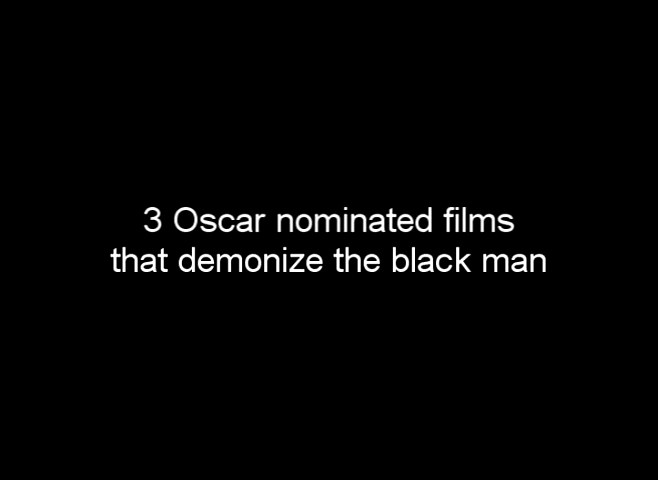 3 Oscar nominated films
that demonize the black man